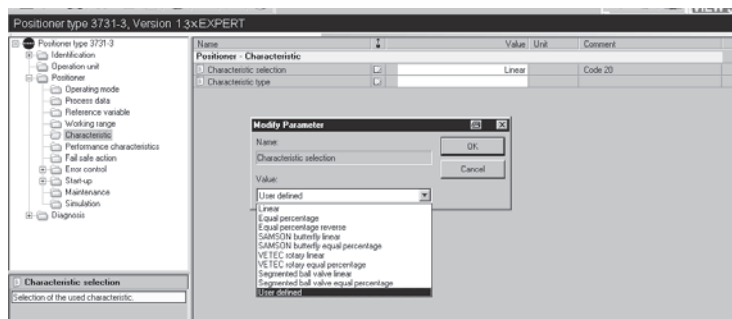 Positioner type 3731-3, Version 1.3x EXPERT
Positioner type 3731-3
Identification
Operation unit
Positioner
Operating mode
Process data
Reference variable
Working range
Characteristic
Performance characteristics
Fail safe action
Error control
Start-up
Maintenance
Simulation
Diagnosis
Name Value Unit Comment
Positioner - Characteristic
Characteristic selection Linear Code 20
Characteristic type
Modify Parameter
Name:
Characteristic selection
OK
Cancel
Value:
User defined
Linear
Equal percentage
Equal percentage reverse
SAMSON butterfly linear
SAMSON butterfly equal percentage
VETEC rotary linear
VETEC rotary equal percentage
Segmented ball valve linear
Segmented ball valve equal percentage
User defined
Characteristic selection
Selection of the used characteristic.